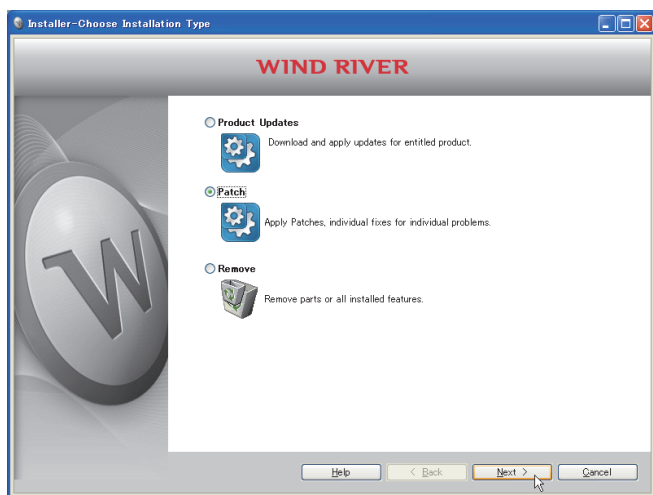 Installer-Choose Installation Type
WIND RIVER
Product Updates
Download and apply updates for entitled product.
Patch
Apply Patches, individual fixes for individual problems.
Remove
Remove parts or all installed features.
W
Help
< Back
Next >
Cancel